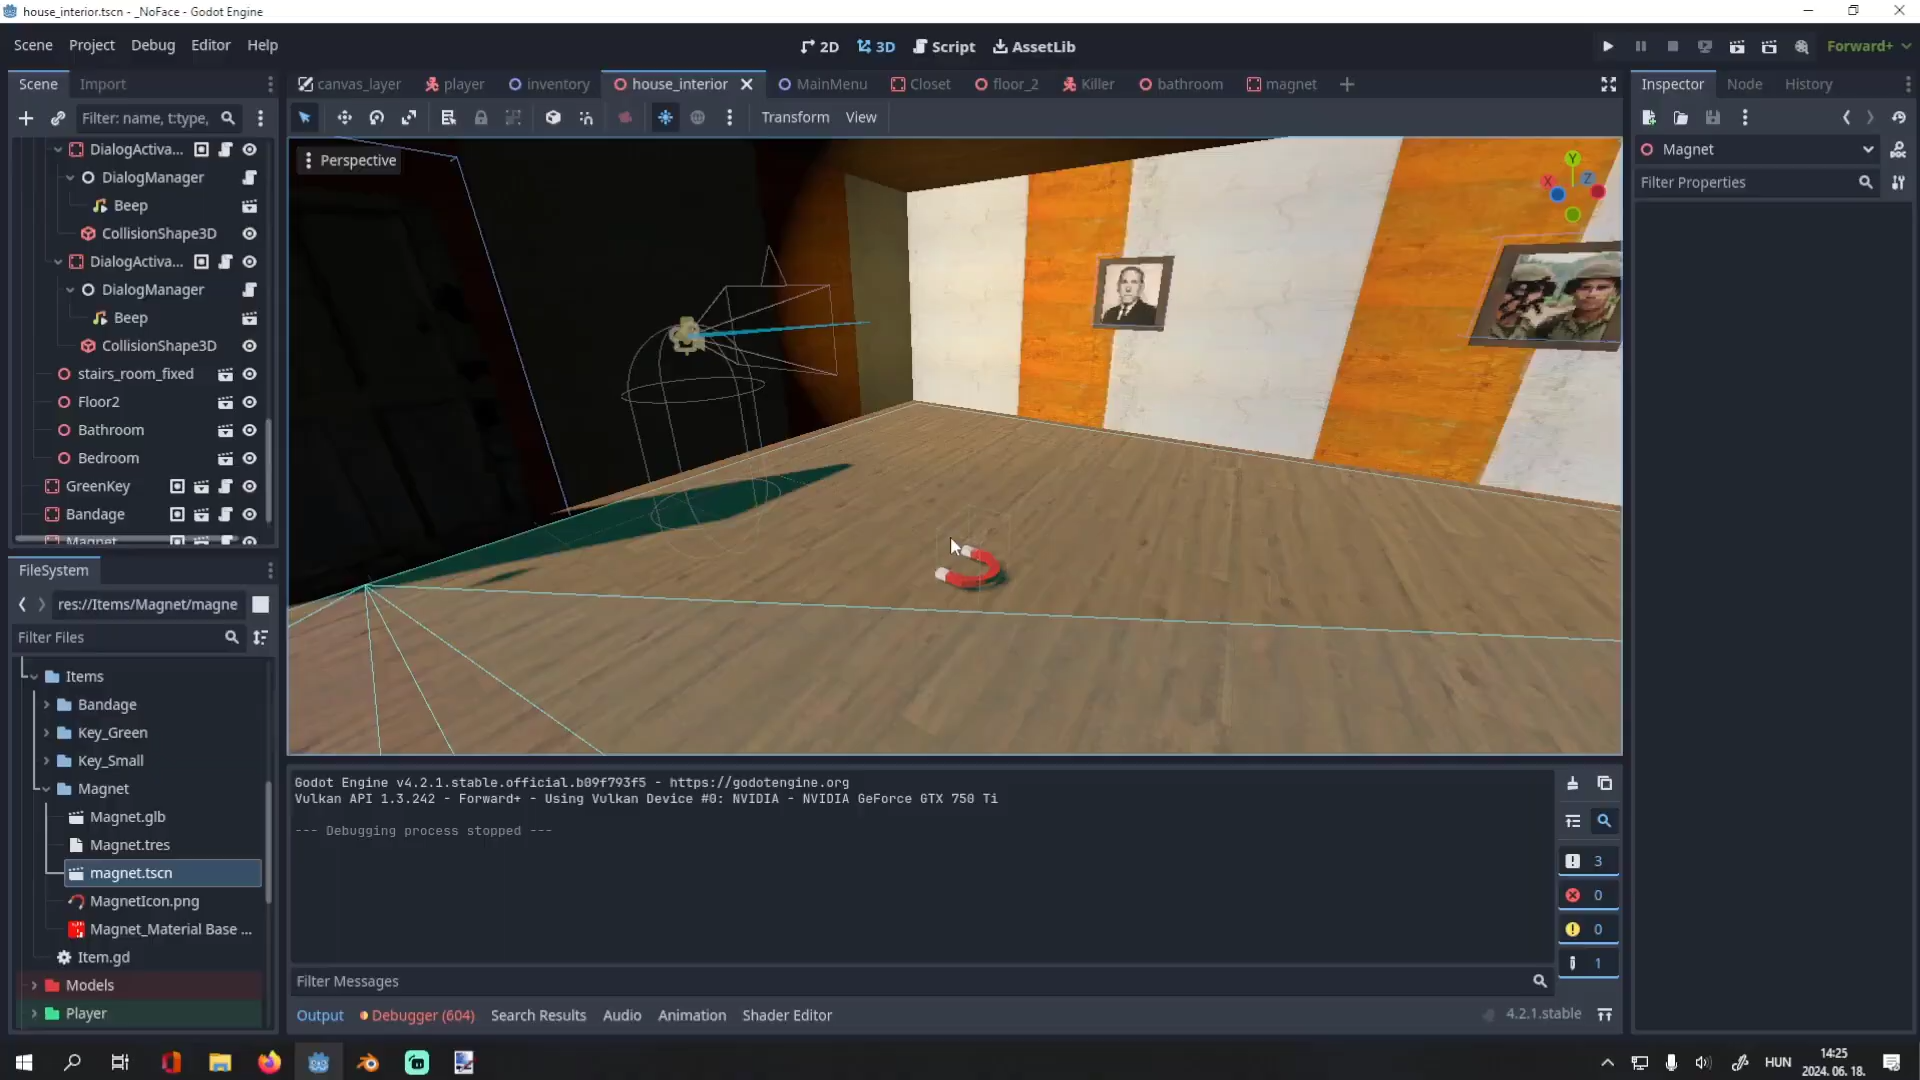 house_interior.tscn - _NoFace - Godot Engine
Scene Project Debug Editor Help
2D 3D Script AssetLib
Forward+
Scene Import
canvas_layer player inventory house_interior MainMenu Closet floor_2 Killer bathroom magnet
Inspector Node History
Filter: name, t:type,
Transform View
Perspective
Magnet
Filter Properties
Y
X
Z
DialogActiva...
DialogManager
Beep
CollisionShape3D
DialogActiva...
DialogManager
Beep
CollisionShape3D
stairs_room_fixed
Floor2
Bathroom
Bedroom
GreenKey
Bandage
Magnet
FileSystem
res://Items/Magnet/magne
Filter Files
Items
Bandage
Key_Green
Key_Small
Magnet
Magnet.glb
Magnet.tres
magnet.tscn
MagnetIcon.png
Magnet_Material Base ...
Item.gd
Models
Player
Godot Engine v4.2.1.stable.official.b09f793f5 - https://godotengine.org
Vulkan API 1.3.242 - Forward+ - Using Vulkan Device #0: NVIDIA - NVIDIA GeForce GTX 750 Ti
--- Debugging process stopped ---
3
0
0
1
Filter Messages
Output Debugger (604) Search Results Audio Animation Shader Editor
4.2.1.stable
HUN
14:25
2024. 06. 18.